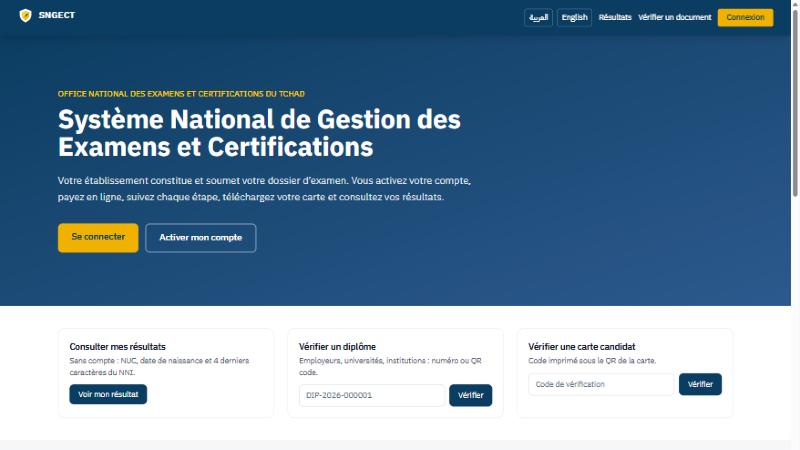 SNGECT
العربية
English
Résultats
Vérifier un document
Connexion
OFFICE NATIONAL DES EXAMENS ET CERTIFICATIONS DU TCHAD
Système National de Gestion des
Examens et Certifications
Votre établissement constitue et soumet votre dossier d'examen. Vous activez votre compte,
payez en ligne, suivez chaque étape, téléchargez votre carte et consultez vos résultats.
Se connecter
Activer mon compte
Consulter mes résultats
Sans compte : NUC, date de naissance et 4 derniers
caractères du NNI.
Voir mon résultat
Vérifier un diplôme
Employeurs, universités, institutions : numéro ou QR
code.
DIP-2026-000001
Vérifier
Vérifier une carte candidat
Code imprimé sous le QR de la carte.
Code de vérification
Vérifier